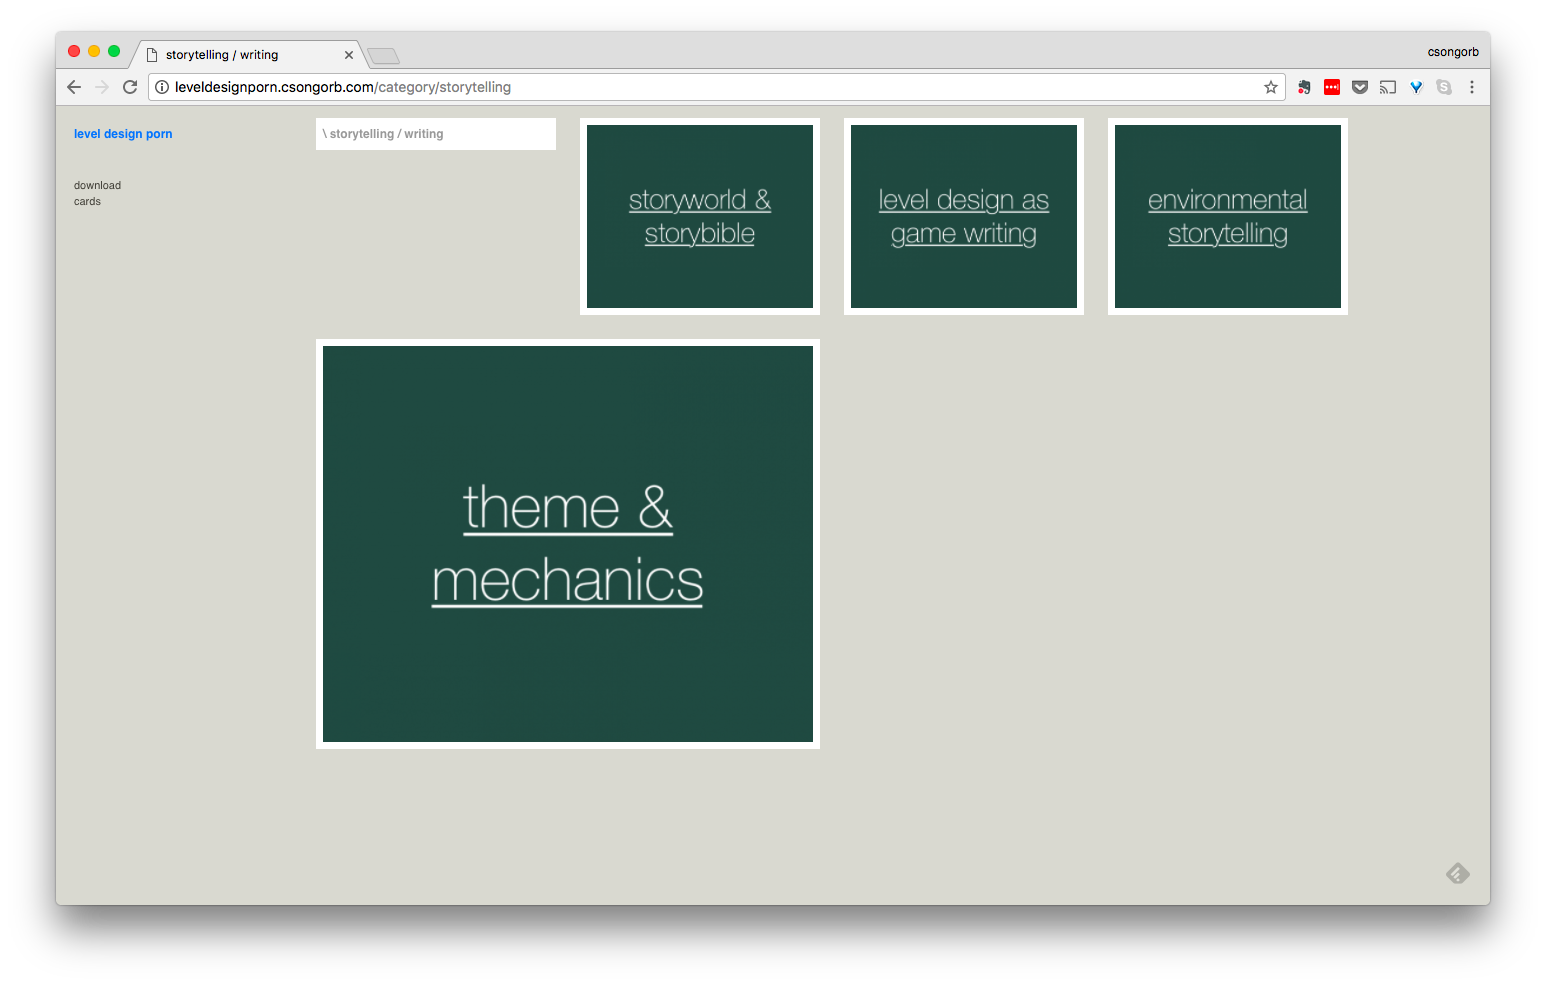 storytelling / writing
csongorb
leveldesignporn.csongorb.com/category/storytelling
level design porn
download
cards
\ storytelling / writing
storyworld &
storybible
level design as
game writing
environmental
storytelling
theme &
mechanics